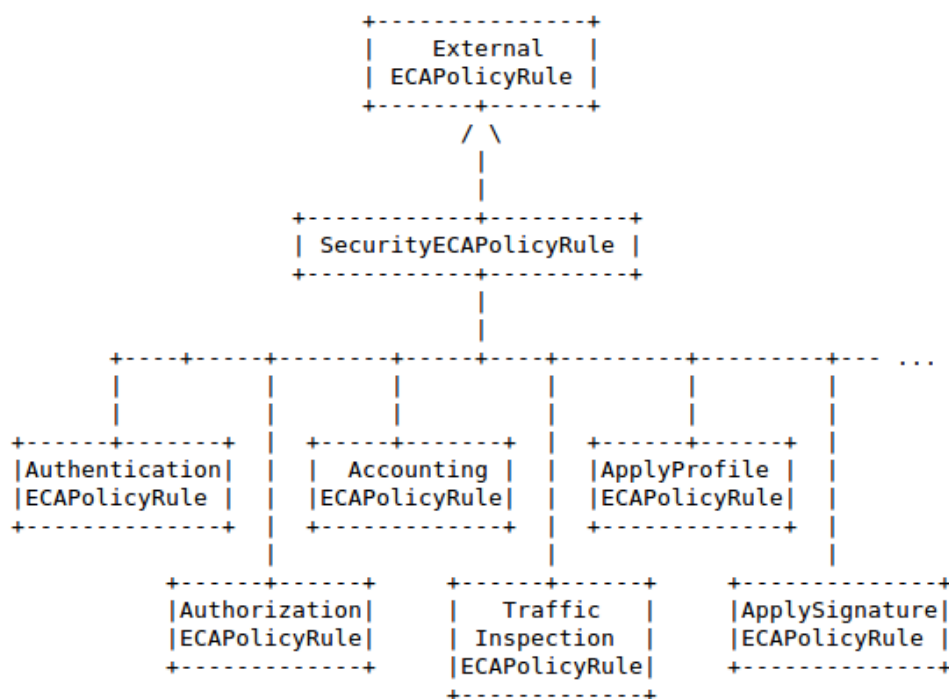 External
ECAPolicyRule
SecurityECAPolicyRule
...
Authentication
ECAPolicyRule
Accounting
ECAPolicyRule
ApplyProfile
ECAPolicyRule
Authorization
ECAPolicyRule
Traffic
Inspection
ECAPolicyRule
ApplySignature
ECAPolicyRule